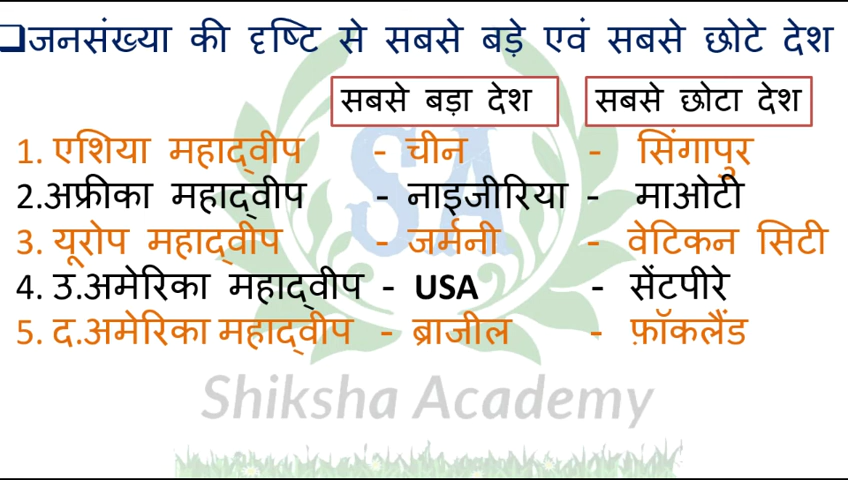 ❑जनसंख्या की दृष्टि से सबसे बड़े एवं सबसे छोटे देश
सबसे बड़ा देश सबसे छोटा देश
1. एशिया महाद्वीप - चीन - सिंगापुर
2.अफ्रीका महाद्वीप - नाइजीरिया - माओटी
3. यूरोप महाद्वीप - जर्मनी - वेटिकन सिटी
4. उ.अमेरिका महाद्वीप - USA - सेंटपीरे
5. द.अमेरिका महाद्वीप - ब्राजील - फ़ॉकलैंड
SA
Shiksha Academy